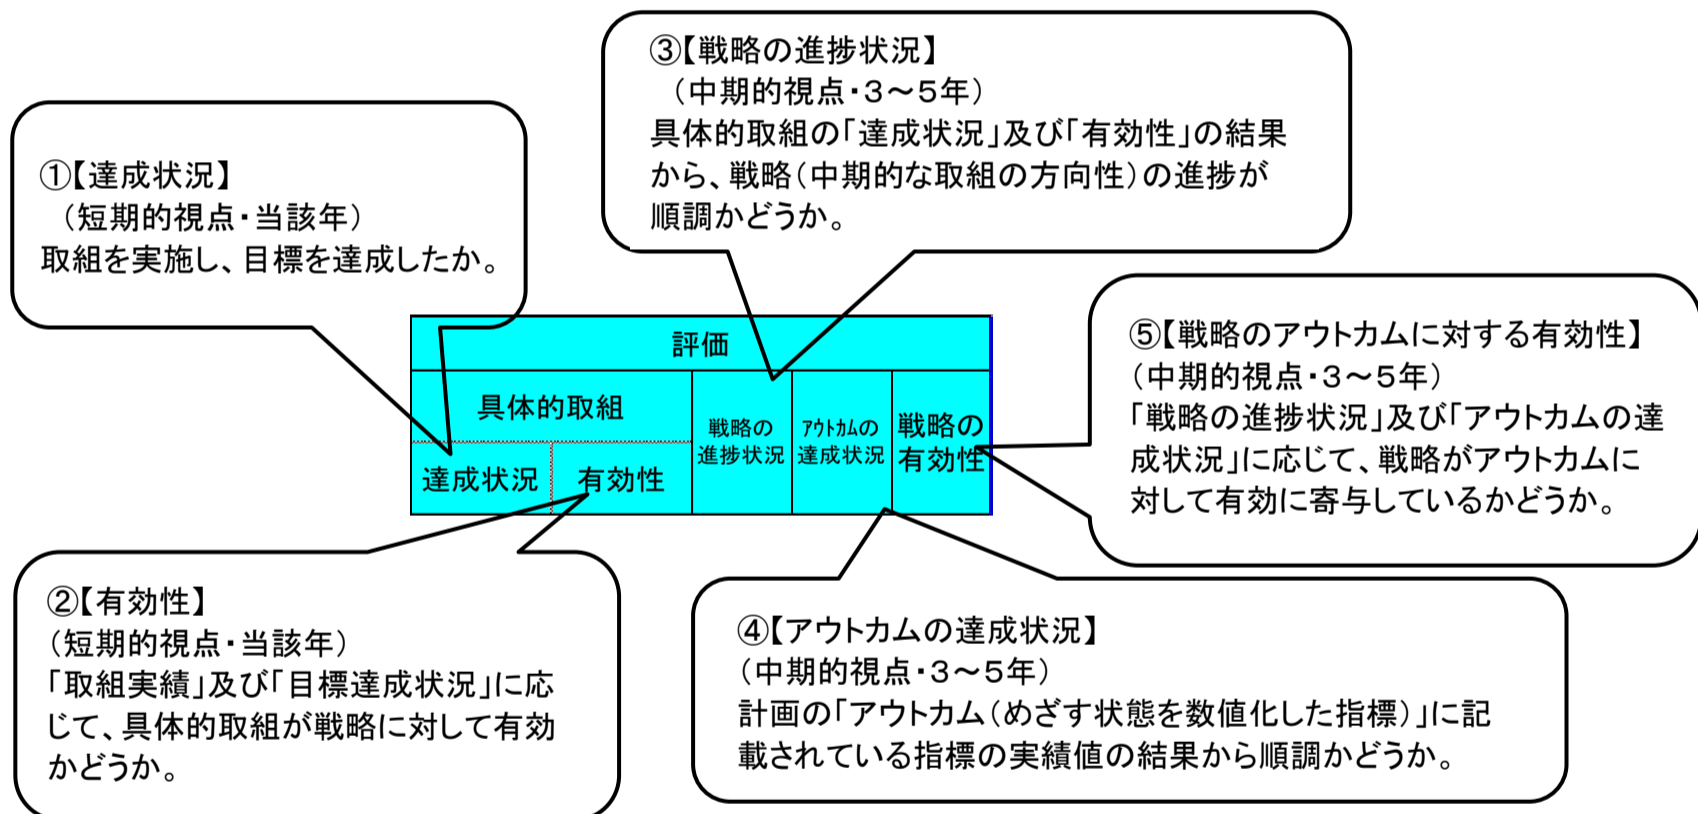 ①【達成状況】
（短期的視点・当該年）
取組を実施し、目標を達成したか。
③【戦略の進捗状況】
（中期的視点・３～５年）
具体的取組の「達成状況」及び「有効性」の結果
から、戦略（中期的な取組の方向性）の進捗が
順調かどうか。
評価
具体的取組
達成状況
有効性
戦略の
進捗状況
ｱｳﾄｶﾑの
達成状況
戦略の
有効性
⑤【戦略のアウトカムに対する有効性】
（中期的視点・３～５年）
「戦略の進捗状況」及び「アウトカムの達
成状況」に応じて、戦略がアウトカムに
対して有効に寄与しているかどうか。
②【有効性】
（短期的視点・当該年）
「取組実績」及び「目標達成状況」に応
じて、具体的取組が戦略に対して有効
かどうか。
④【アウトカムの達成状況】
（中期的視点・３～５年）
計画の「アウトカム（めざす状態を数値化した指標）」に記
載されている指標の実績値の結果から順調かどうか。